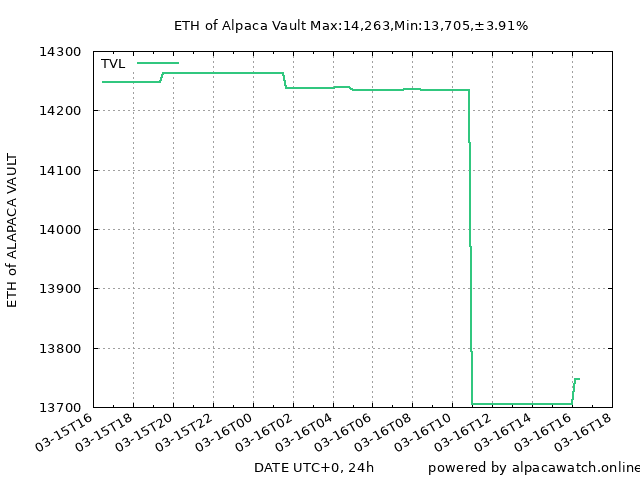 ETH of Alpaca Vault Max:14,263,Min:13,705,±3.91%
TVL
ETH of ALAPACA VAULT
14300
14200
14100
14000
13900
13800
13700
03-15T16
03-15T18
03-15T20
03-15T22
03-16T00
03-16T02
03-16T04
03-16T06
03-16T08
03-16T10
03-16T12
03-16T14
03-16T16
03-16T18
DATE UTC+0, 24h
powered by alpacawatch.online